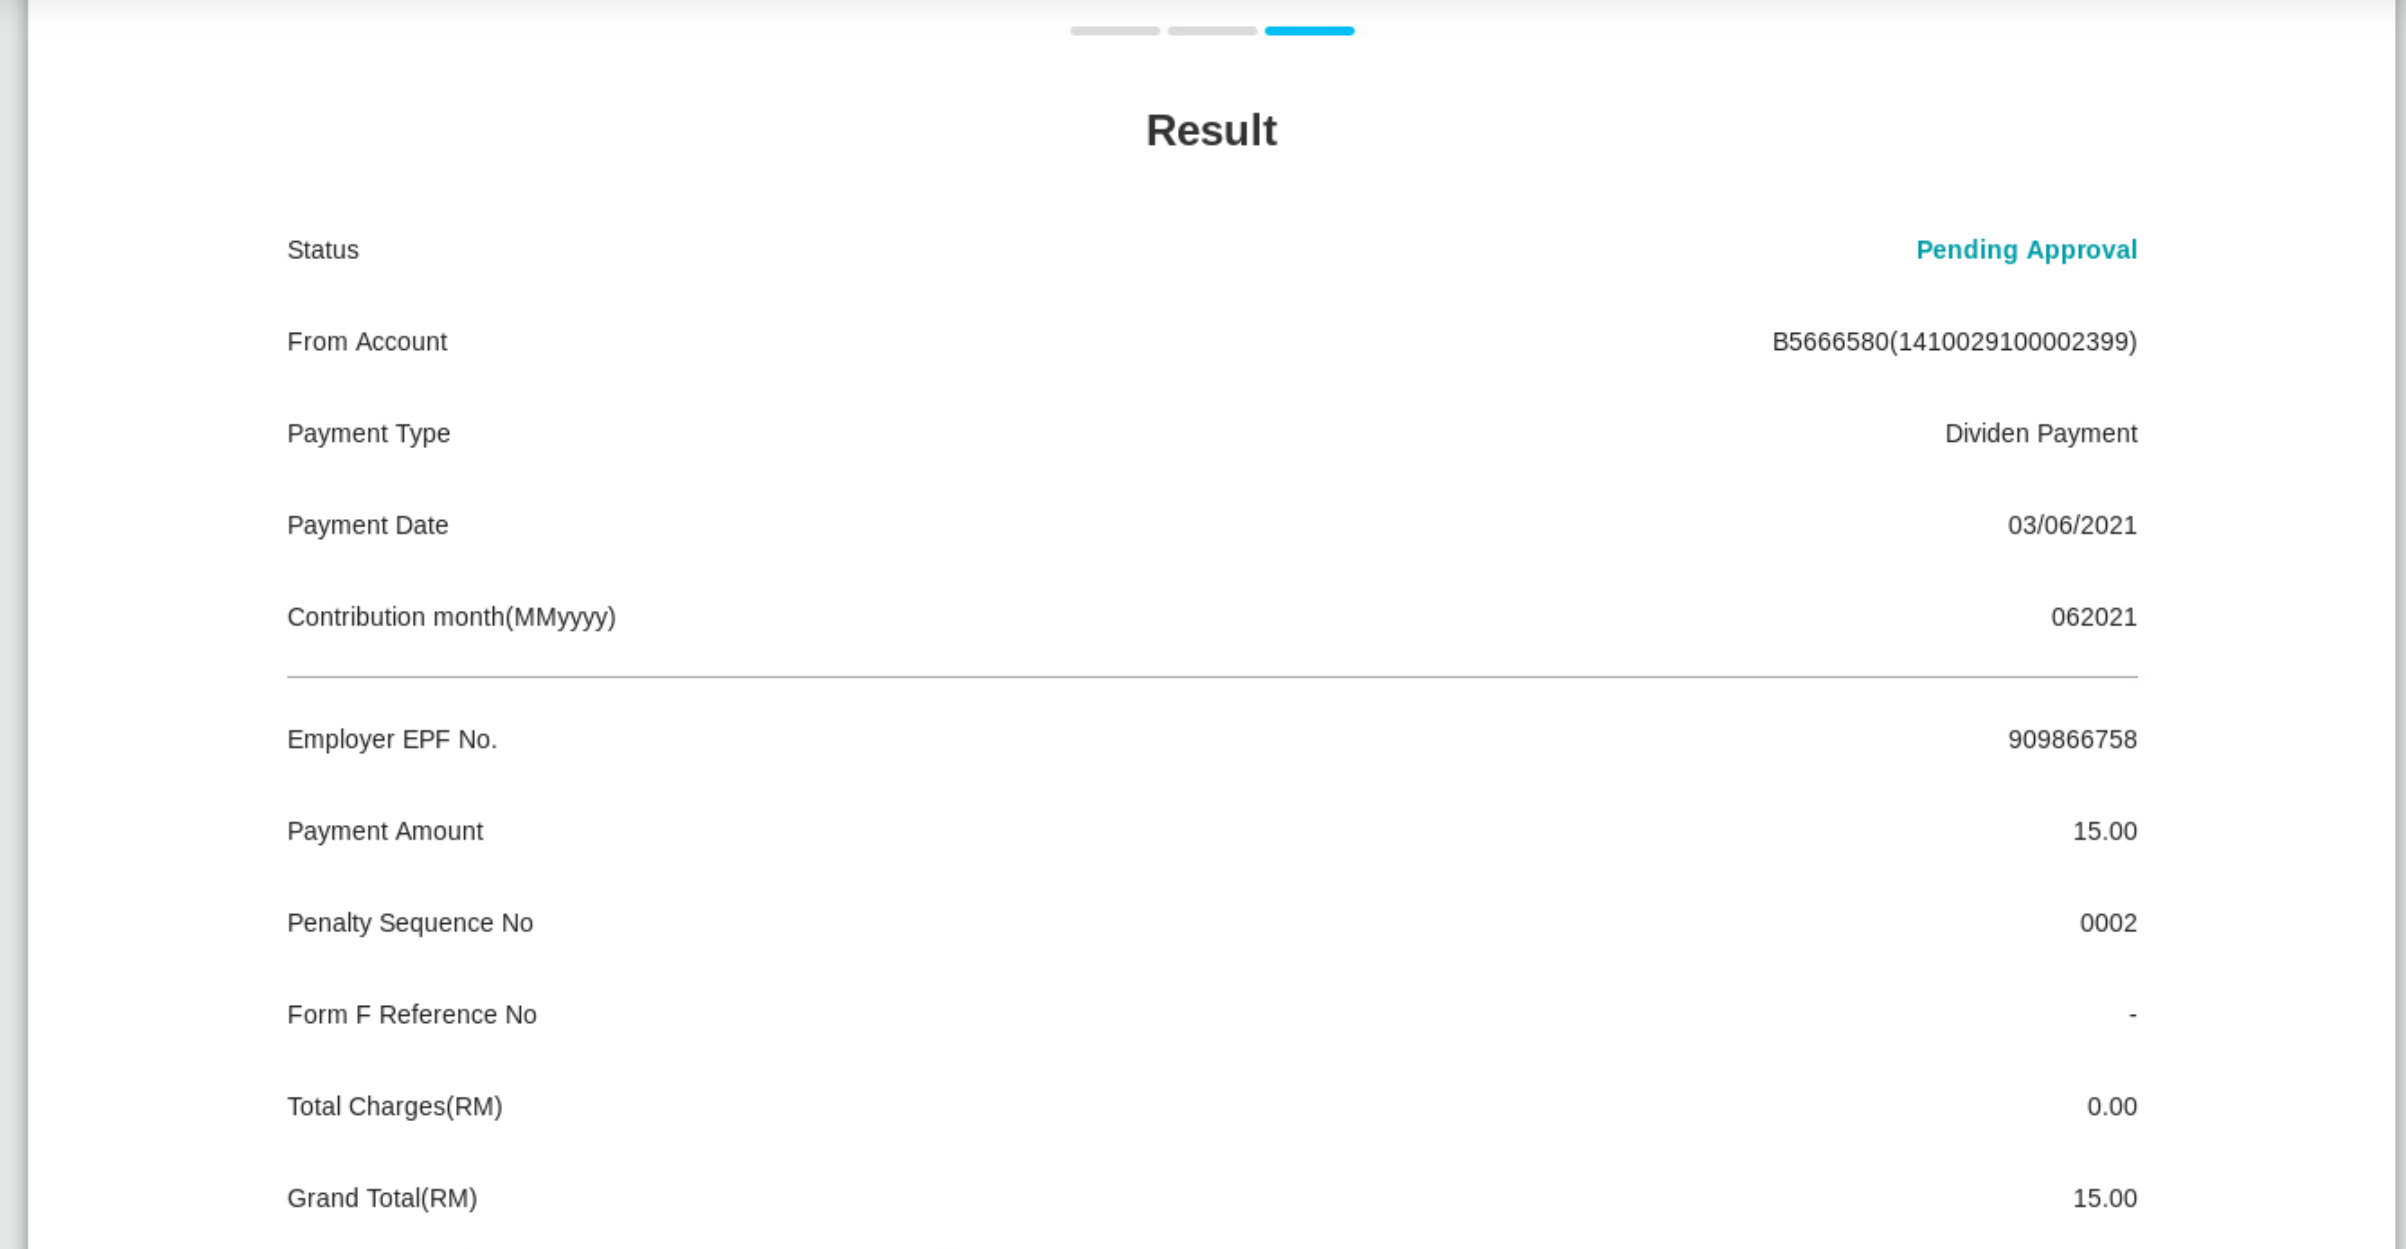 Result
Status Pending Approval
From Account B5666580(1410029100002399)
Payment Type Dividen Payment
Payment Date 03/06/2021
Contribution month(MMyyyy) 062021
Employer EPF No. 909866758
Payment Amount 15.00
Penalty Sequence No 0002
Form F Reference No -
Total Charges(RM) 0.00
Grand Total(RM) 15.00